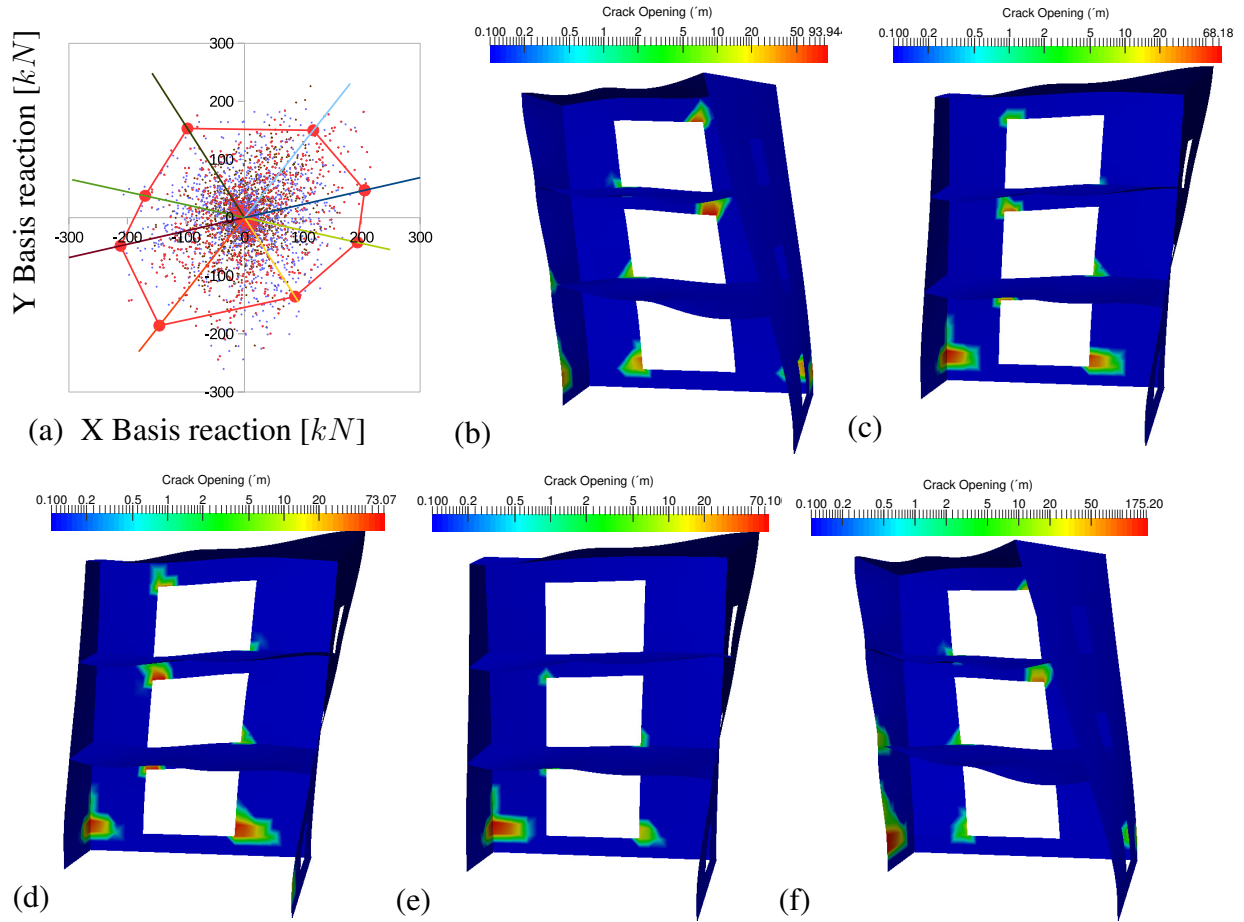 Crack Opening (´m)
0.100 0.2 0.5 1 2 5 10 20 50 93.944
Crack Opening (´m)
0.100 0.2 0.5 1 2 5 10 20 68.18
Y Basis reaction [kN]
300
200
100
0
-300 -200 -100 0 100 200 300
-100
-200
-300
(a) X Basis reaction [kN]
(b)
(c)
Crack Opening (´m)
0.100 0.2 0.5 1 2 5 10 20 73.07
Crack Opening (´m)
0.100 0.2 0.5 1 2 5 10 20 70.10
Crack Opening (´m)
0.100 0.2 0.5 1 2 5 10 20 50 175.20
(d)
(e)
(f)